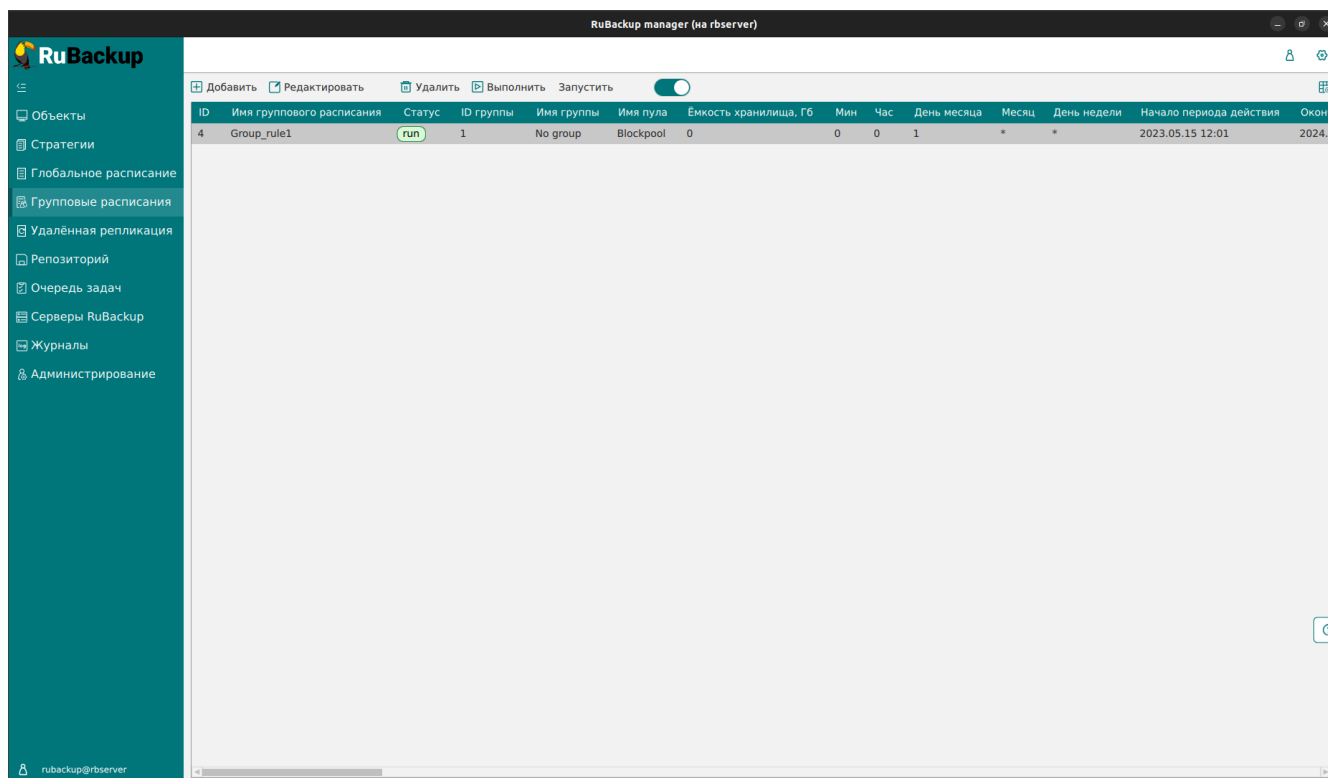 RuBackup manager (на rbserver)
RuBackup
Добавить Редактировать Удалить Выполнить Запустить
ID Имя группового расписания Статус ID группы Имя группы Имя пула Ёмкость хранилища, Гб Мин Час День месяца Месяц День недели Начало периода действия Окон
4 Group_rule1 run 1 No group Blockpool 0 0 0 1 * * 2023.05.15 12:01 2024.
Объекты
Стратегии
Глобальное расписание
Групповые расписания
Удалённая репликация
Репозиторий
Очередь задач
Серверы RuBackup
Журналы
Администрирование
rubackup@rbserver